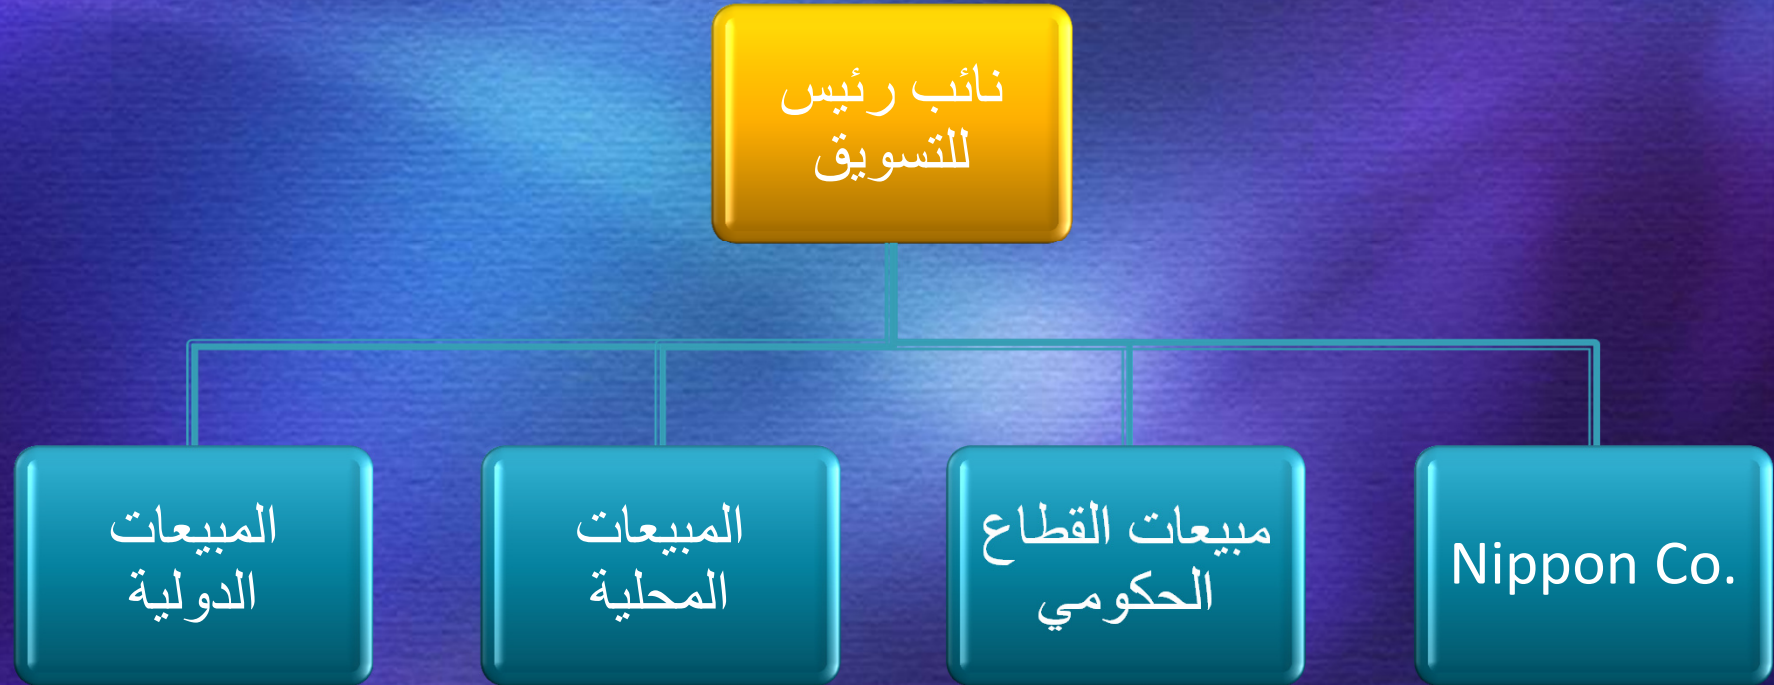 نائب رئيس
للتسويق
المبيعات
الدولية
المبيعات
المحلية
مبيعات القطاع
الحكومي
Nippon Co.